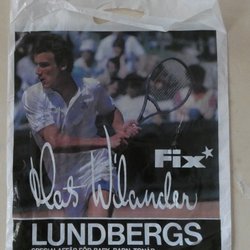 Fix
Mats Wilander
LUNDBERGS